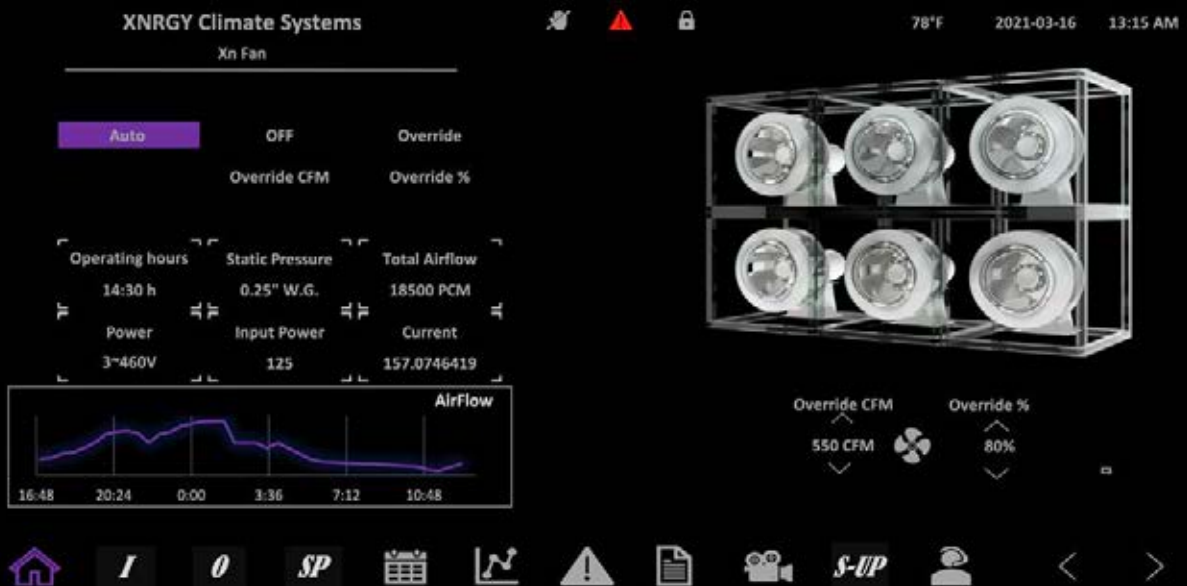 XNRGY Climate Systems
Xn Fan
78°F 2021-03-16 13:15 AM
Auto OFF Override
Override CFM Override %
Operating hours Static Pressure Total Airflow
14:30 h 0.25" W.G. 18500 PCM
Power Input Power Current
3~460V 125 157.0746419
AirFlow
16:48 20:24 0:00 3:36 7:12 10:48
Override CFM Override %
550 CFM 80%
I O SP S-UP